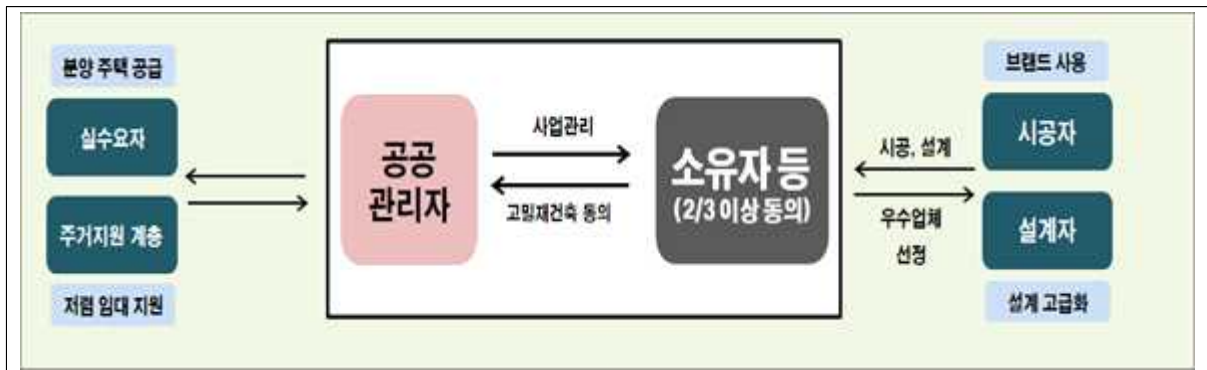 분양 주택 공급
실수요자
주거지원 계층
저렴 임대 지원
공공
관리자
사업관리
고밀재건축 동의
소유자 등
(2/3 이상 동의)
시공, 설계
우수업체
선정
브랜드 사용
시공자
설계자
설계 고급화